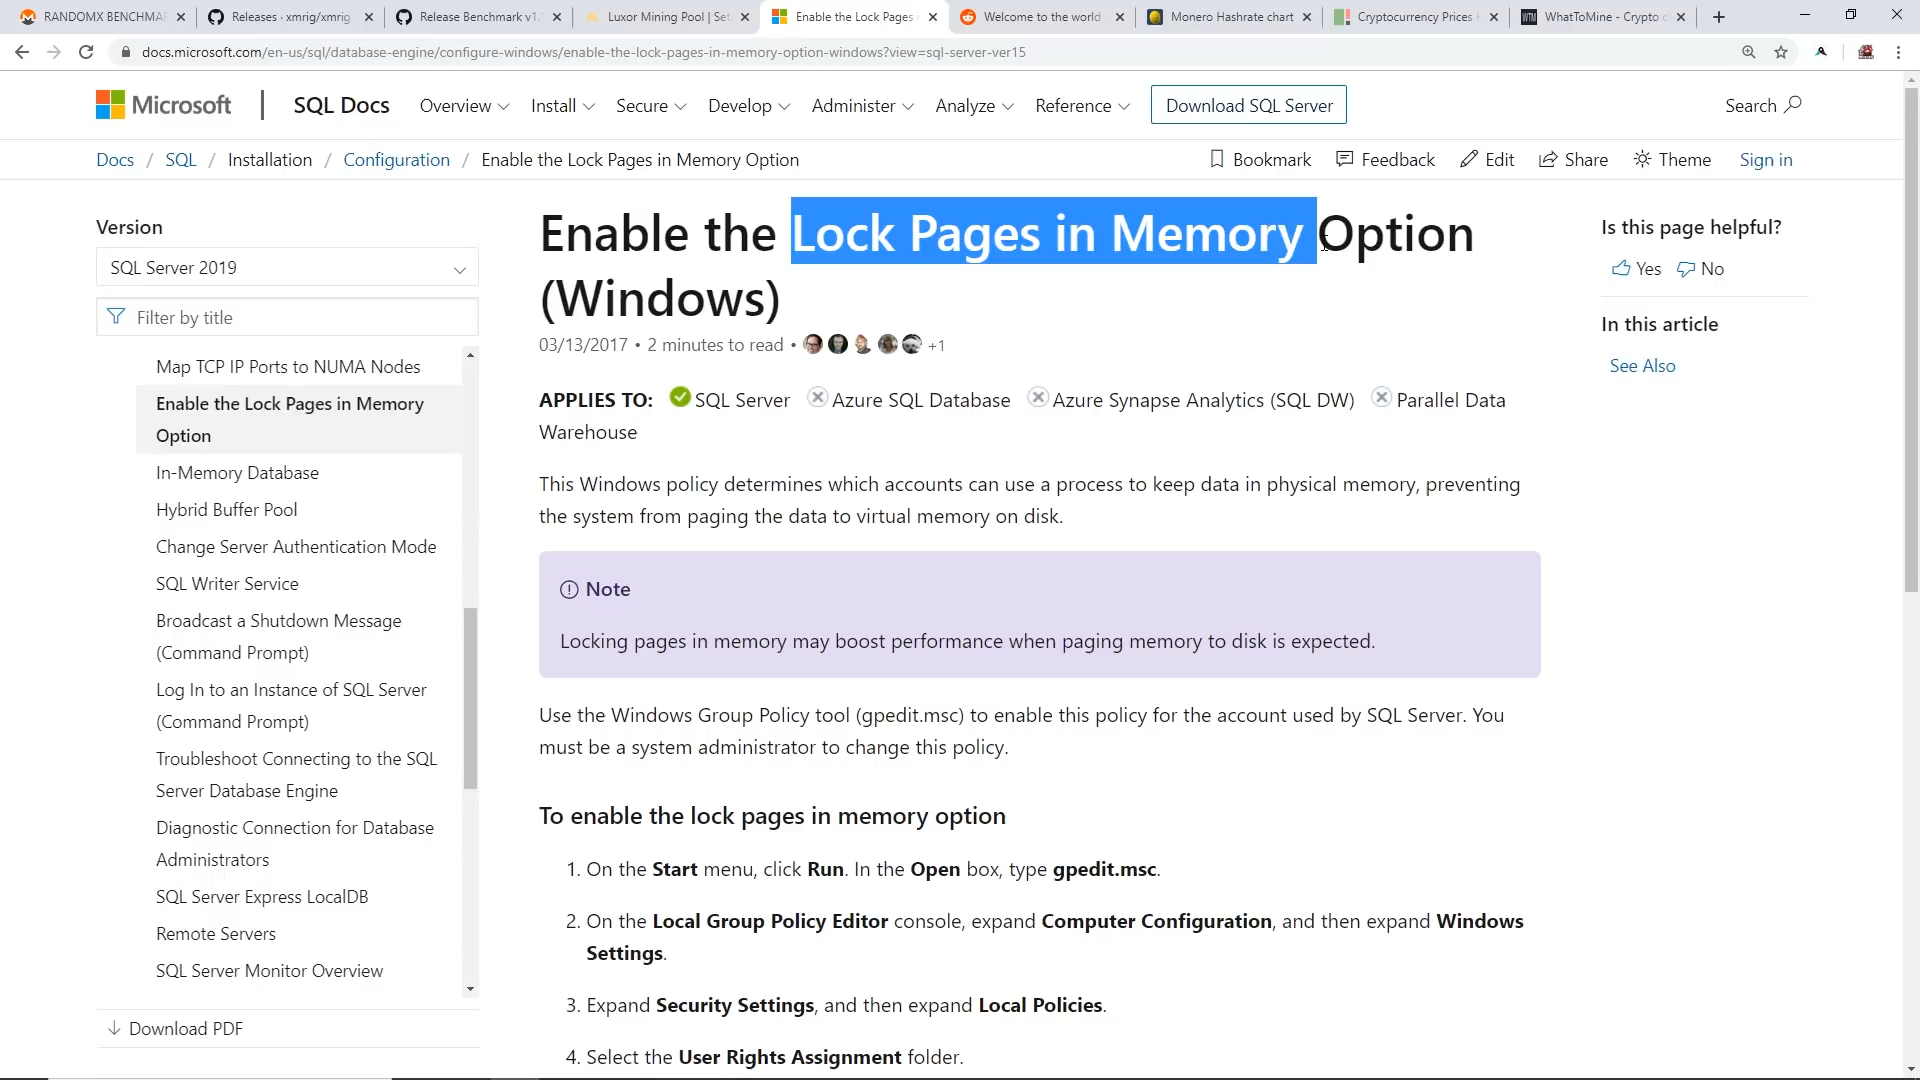 RANDOMX BENCHMAR
Releases · xmrig/xmrig
Release Benchmark v1.
Luxor Mining Pool | Set
Enable the Lock Pages
Welcome to the world
Monero Hashrate chart
Cryptocurrency Prices H
WhatToMine - Crypto c
docs.microsoft.com/en-us/sql/database-engine/configure-windows/enable-the-lock-pages-in-memory-option-windows?view=sql-server-ver15
Microsoft
SQL Docs
Overview
Install
Secure
Develop
Administer
Analyze
Reference
Download SQL Server
Search
Docs / SQL / Installation / Configuration / Enable the Lock Pages in Memory Option
Bookmark
Feedback
Edit
Share
Theme
Sign in
Version
SQL Server 2019
Filter by title
Map TCP IP Ports to NUMA Nodes
Enable the Lock Pages in Memory
Option
In-Memory Database
Hybrid Buffer Pool
Change Server Authentication Mode
SQL Writer Service
Broadcast a Shutdown Message
(Command Prompt)
Log In to an Instance of SQL Server
(Command Prompt)
Troubleshoot Connecting to the SQL
Server Database Engine
Diagnostic Connection for Database
Administrators
SQL Server Express LocalDB
Remote Servers
SQL Server Monitor Overview
Download PDF
Enable the Lock Pages in Memory Option
(Windows)
03/13/2017 • 2 minutes to read • +1
APPLIES TO: SQL Server Azure SQL Database Azure Synapse Analytics (SQL DW) Parallel Data
Warehouse
This Windows policy determines which accounts can use a process to keep data in physical memory, preventing
the system from paging the data to virtual memory on disk.
Note
Locking pages in memory may boost performance when paging memory to disk is expected.
Use the Windows Group Policy tool (gpedit.msc) to enable this policy for the account used by SQL Server. You
must be a system administrator to change this policy.
To enable the lock pages in memory option
1. On the Start menu, click Run. In the Open box, type gpedit.msc.
2. On the Local Group Policy Editor console, expand Computer Configuration, and then expand Windows
Settings.
3. Expand Security Settings, and then expand Local Policies.
4. Select the User Rights Assignment folder.
Is this page helpful?
Yes
No
In this article
See Also